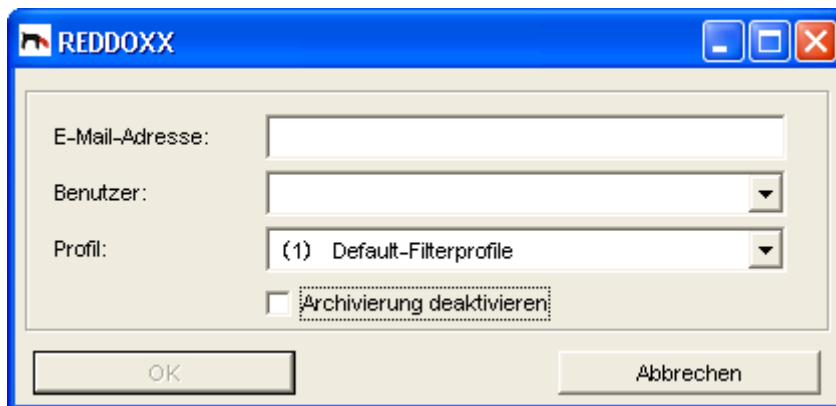 REDDOXX
E-Mail-Adresse:
Benutzer:
Profil: (1) Default-Filterprofile
Archivierung deaktivieren
OK Abbrechen